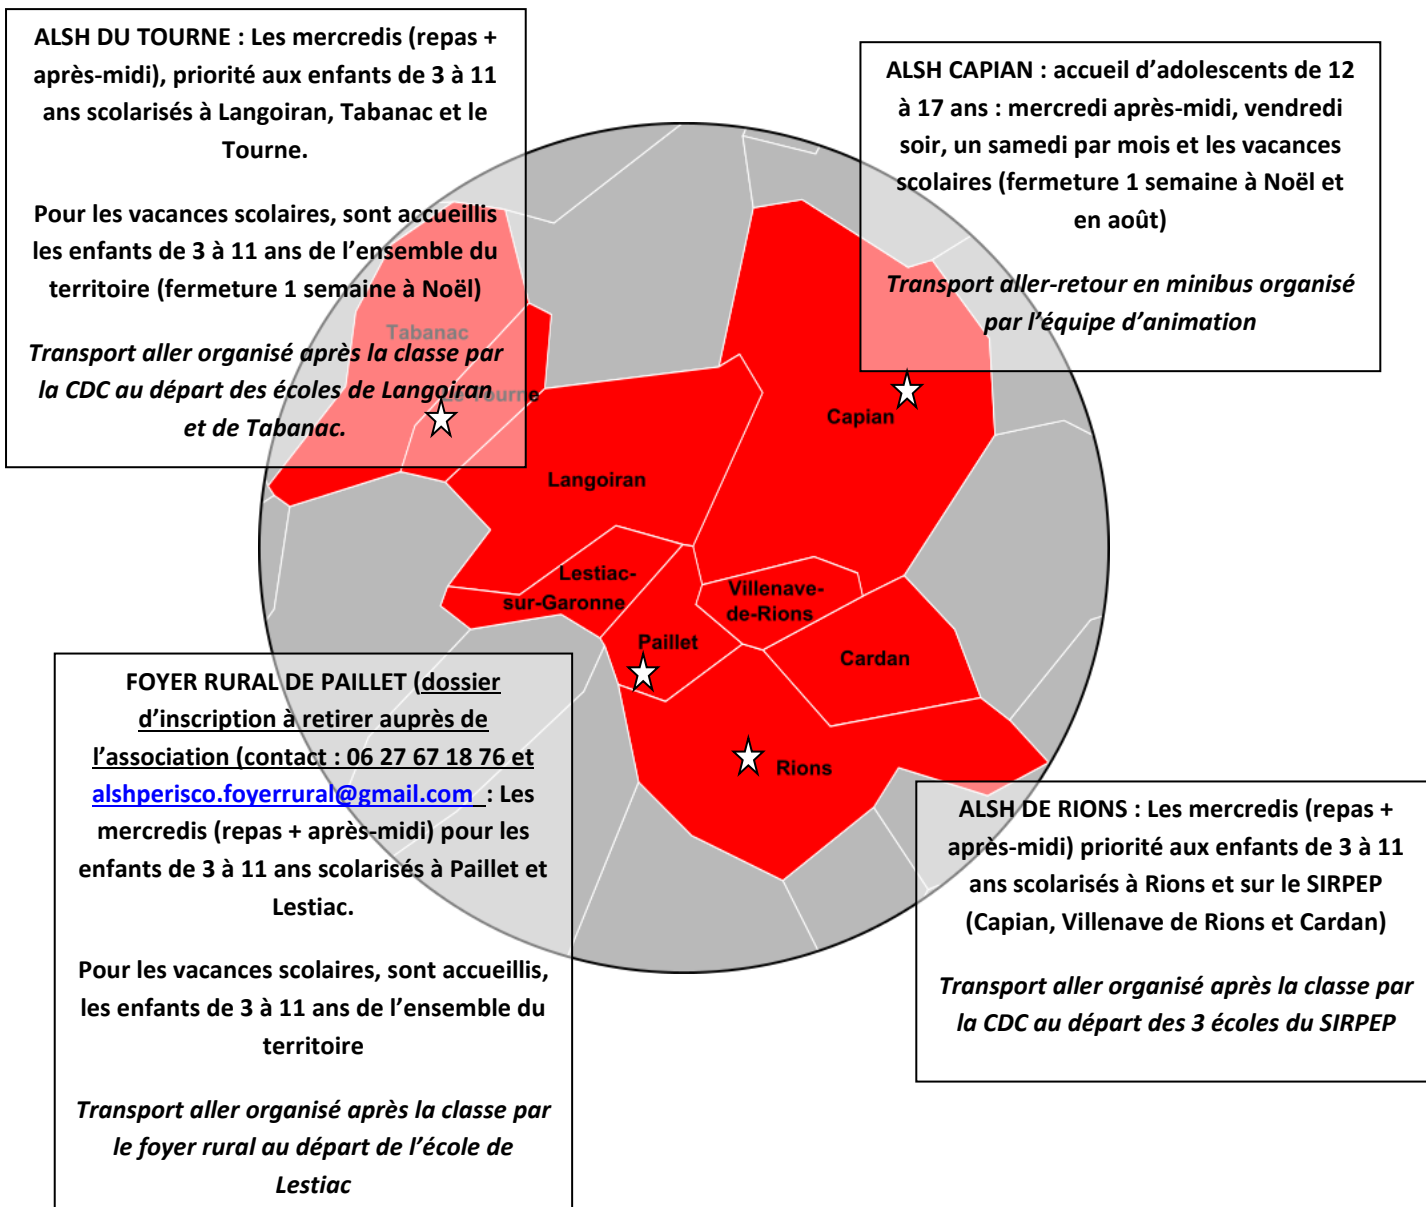 ALSH DU TOURNE : Les mercredis (repas +
après-midi), priorité aux enfants de 3 à 11
ans scolarisés à Langoiran, Tabanac et le
Tourne.
Pour les vacances scolaires, sont accueillis
les enfants de 3 à 11 ans de l’ensemble du
territoire (fermeture 1 semaine à Noël)
Transport aller organisé après la classe par
la CDC au départ des écoles de Langoiran
et de Tabanac.
ALSH CAPIAN : accueil d’adolescents de 12
à 17 ans : mercredi après-midi, vendredi
soir, un samedi par mois et les vacances
scolaires (fermeture 1 semaine à Noël et
en août)
Transport aller-retour en minibus organisé
par l’équipe d’animation
Tabanac
Le Tourne
Capian
Langoiran
Lestiac-
sur-Garonne
Villenave-
de-Rions
Paillet
Cardan
Rions
FOYER RURAL DE PAILLET (dossier
d’inscription à retirer auprès de
l’association (contact : 06 27 67 18 76 et
alshperisco.foyerrural@gmail.com : Les
mercredis (repas + après-midi) pour les
enfants de 3 à 11 ans scolarisés à Paillet et
Lestiac.
Pour les vacances scolaires, sont accueillis,
les enfants de 3 à 11 ans de l’ensemble du
territoire
Transport aller organisé après la classe par
le foyer rural au départ de l’école de
Lestiac
ALSH DE RIONS : Les mercredis (repas +
après-midi) priorité aux enfants de 3 à 11
ans scolarisés à Rions et sur le SIRPEP
(Capian, Villenave de Rions et Cardan)
Transport aller organisé après la classe par
la CDC au départ des 3 écoles du SIRPEP